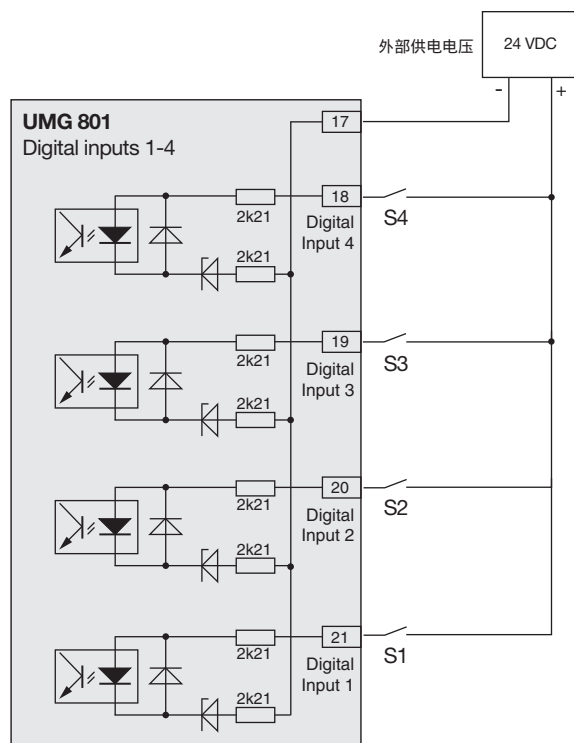 外部供电电压
24 VDC
- +
UMG 801
Digital inputs 1-4
17
18
2k21
Digital
Input 4
S4
2k21
19
2k21
Digital
Input 3
S3
2k21
20
2k21
Digital
Input 2
S2
2k21
21
2k21
Digital
Input 1
S1
2k21